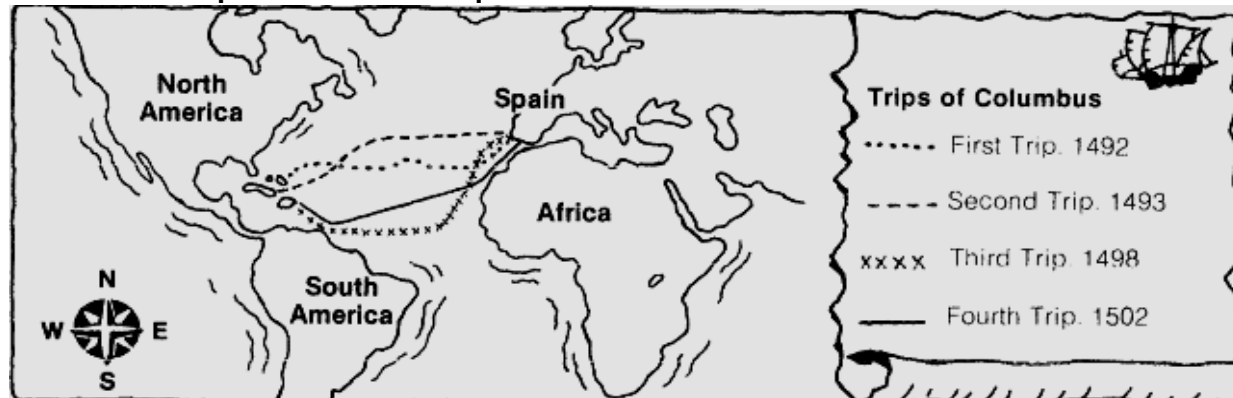 North
America
Spain
Africa
South
America
N
W E
S
Trips of Columbus
First Trip. 1492
Second Trip. 1493
Third Trip. 1498
Fourth Trip. 1502